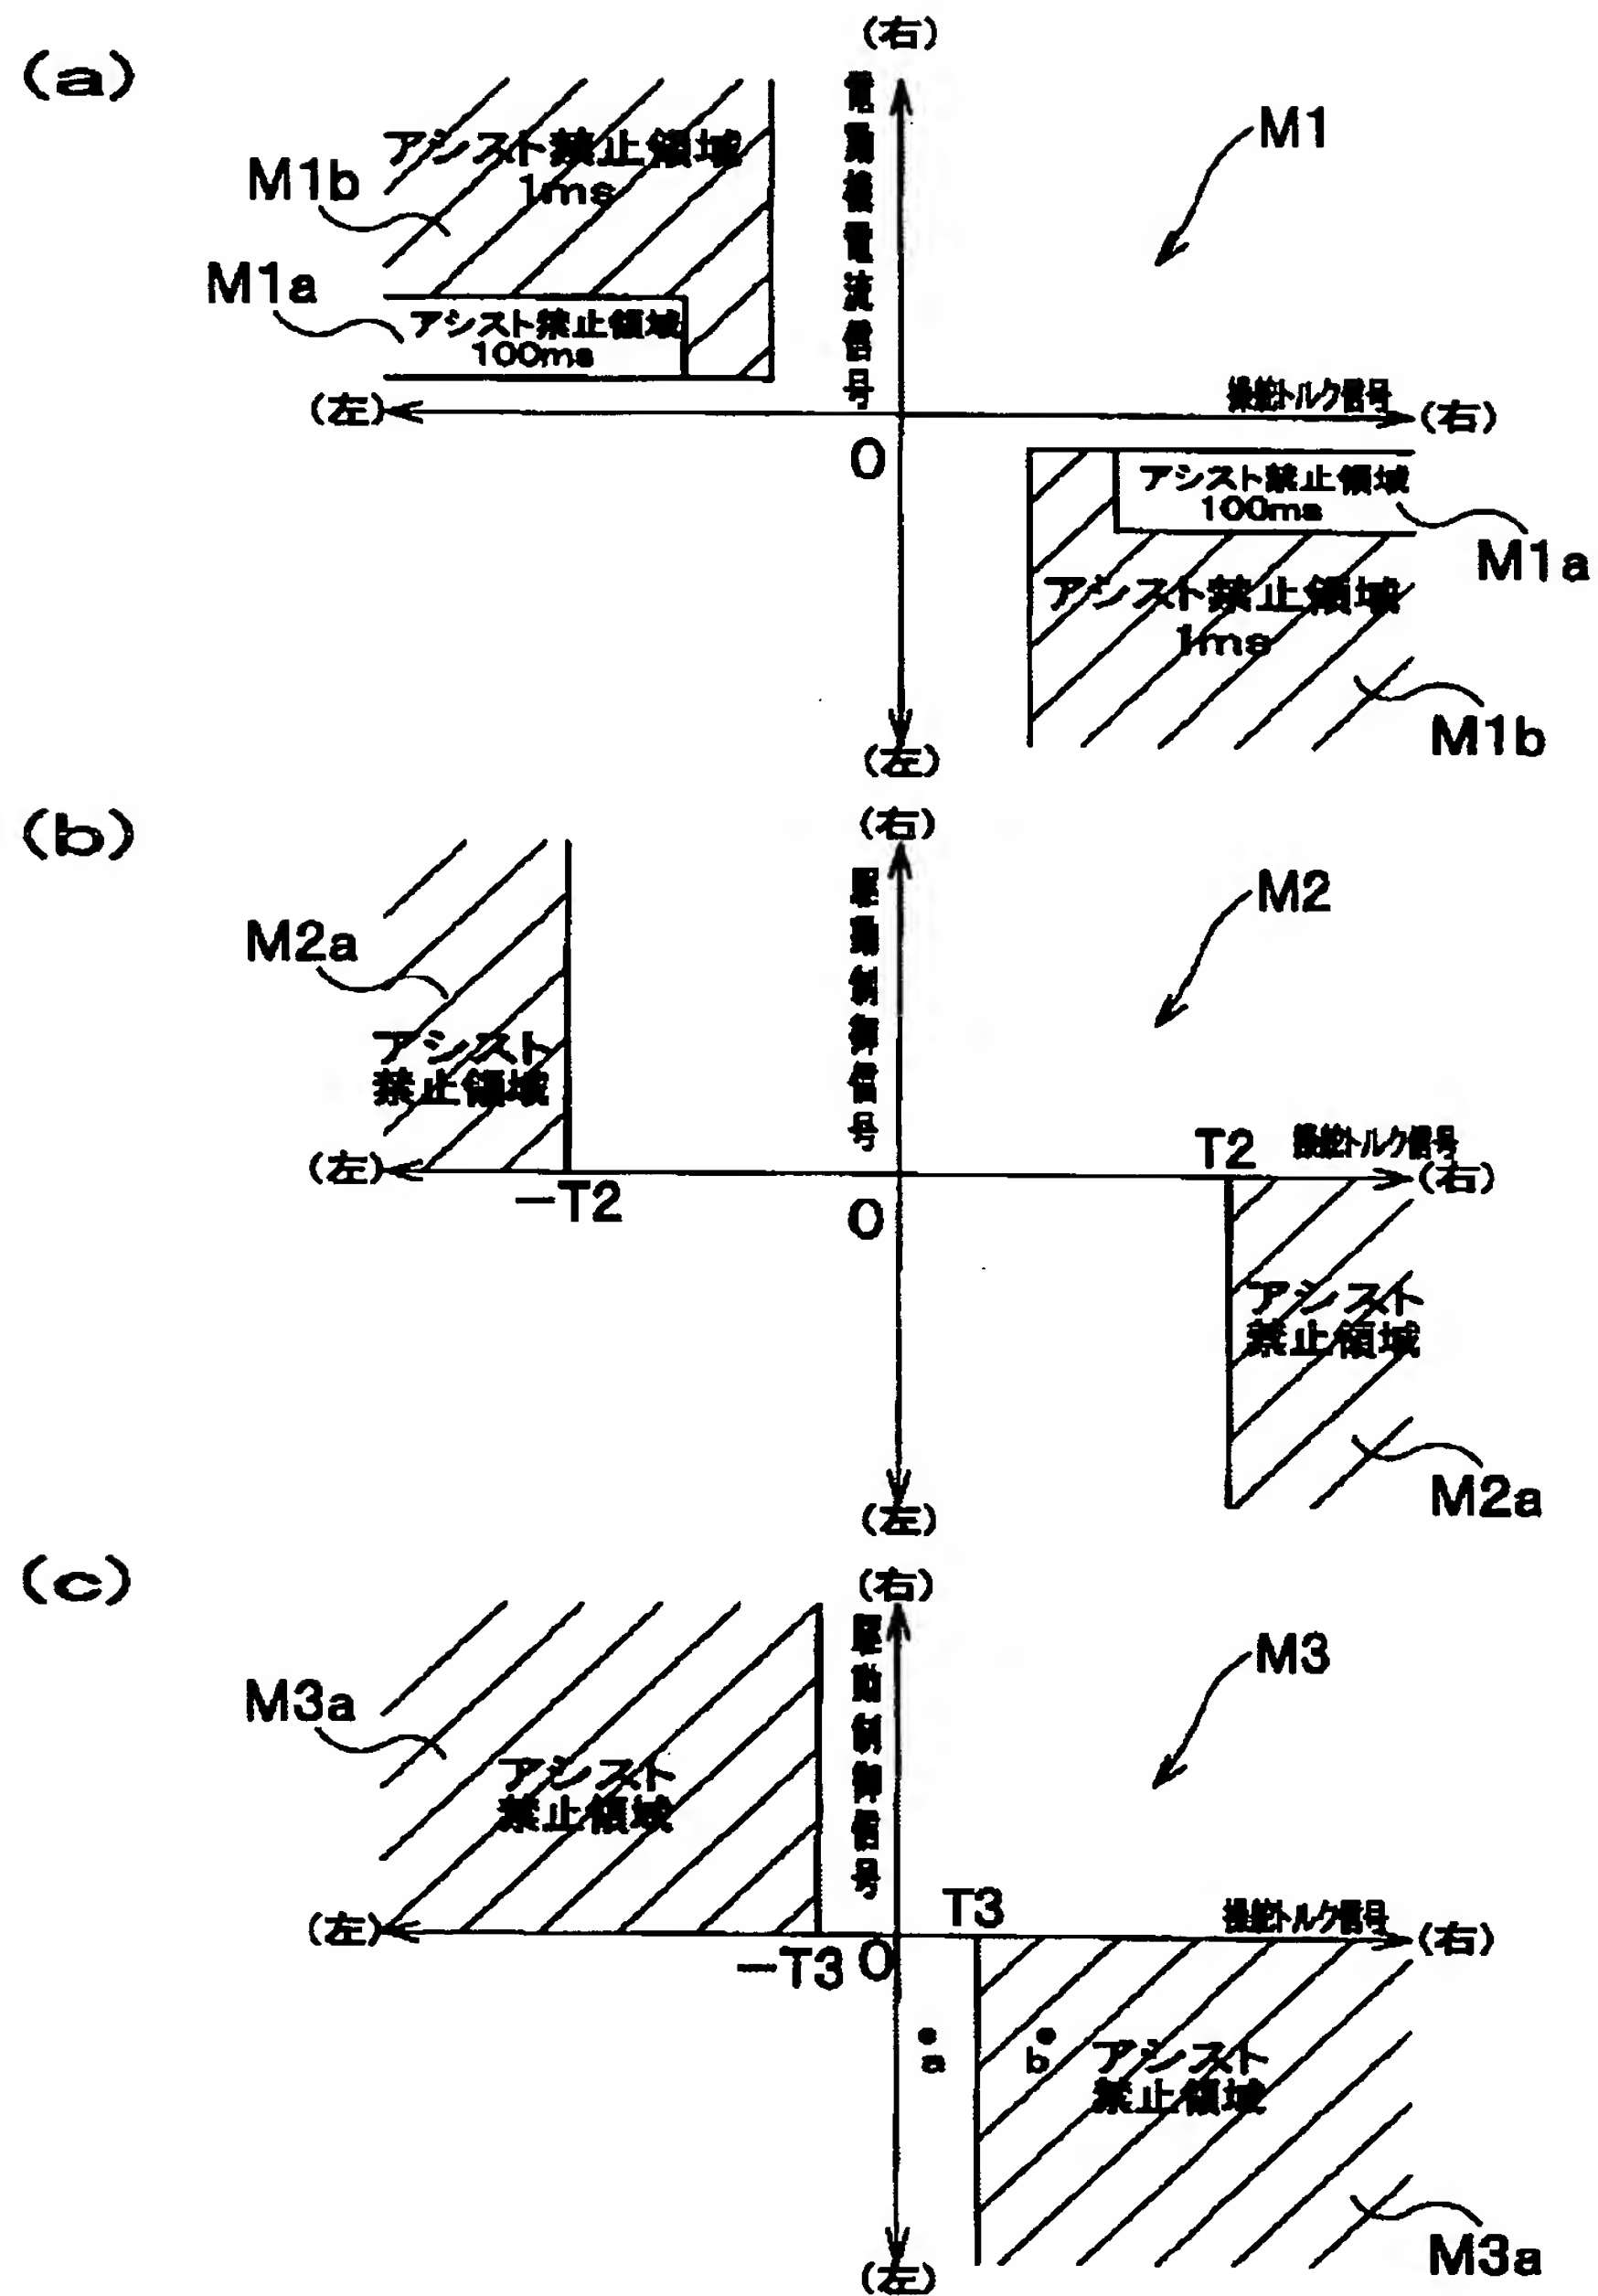 (a)
(右)
電動機電流信号
M1
アシスト禁止領域
1ms
M1b
M1a
アシスト禁止領域
100ms
(左)
操舵トルク信号
(右)
0
アシスト禁止領域
100ms
M1a
アシスト禁止領域
1ms
M1b
(左)
(b)
(右)
駆動制御信号
M2
M2a
アシスト
禁止領域
(左)
T2
操舵トルク信号
(右)
-T2
0
アシスト
禁止領域
M2a
(左)
(c)
(右)
駆動制御信号
M3
M3a
アシスト
禁止領域
(左)
T3
操舵トルク信号
(右)
-T3
0
a
b
アシスト
禁止領域
M3a
(左)